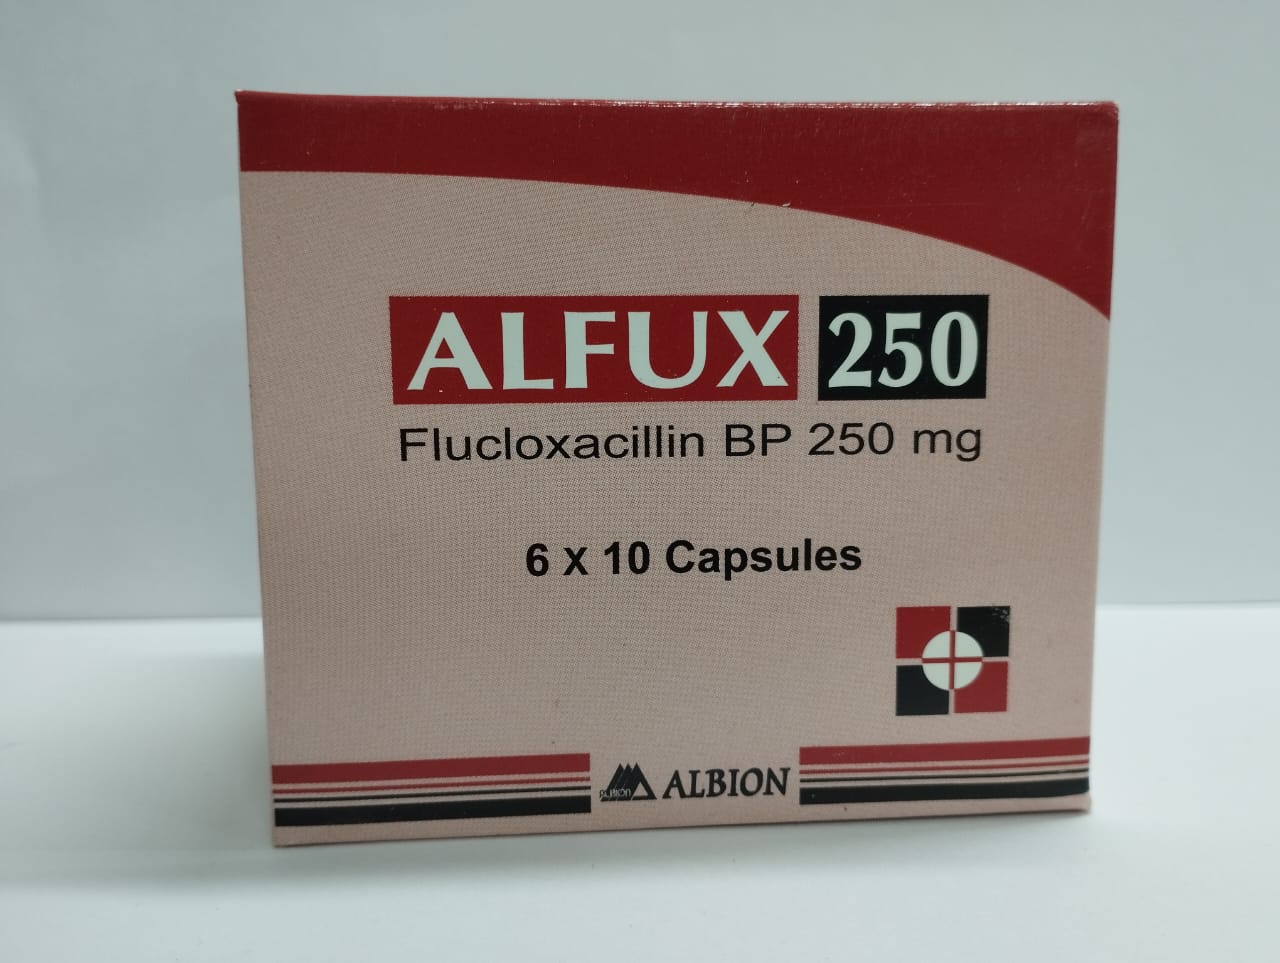 ALFUX 250
Flucloxacillin BP 250 mg
6 x 10 Capsules
ALBION